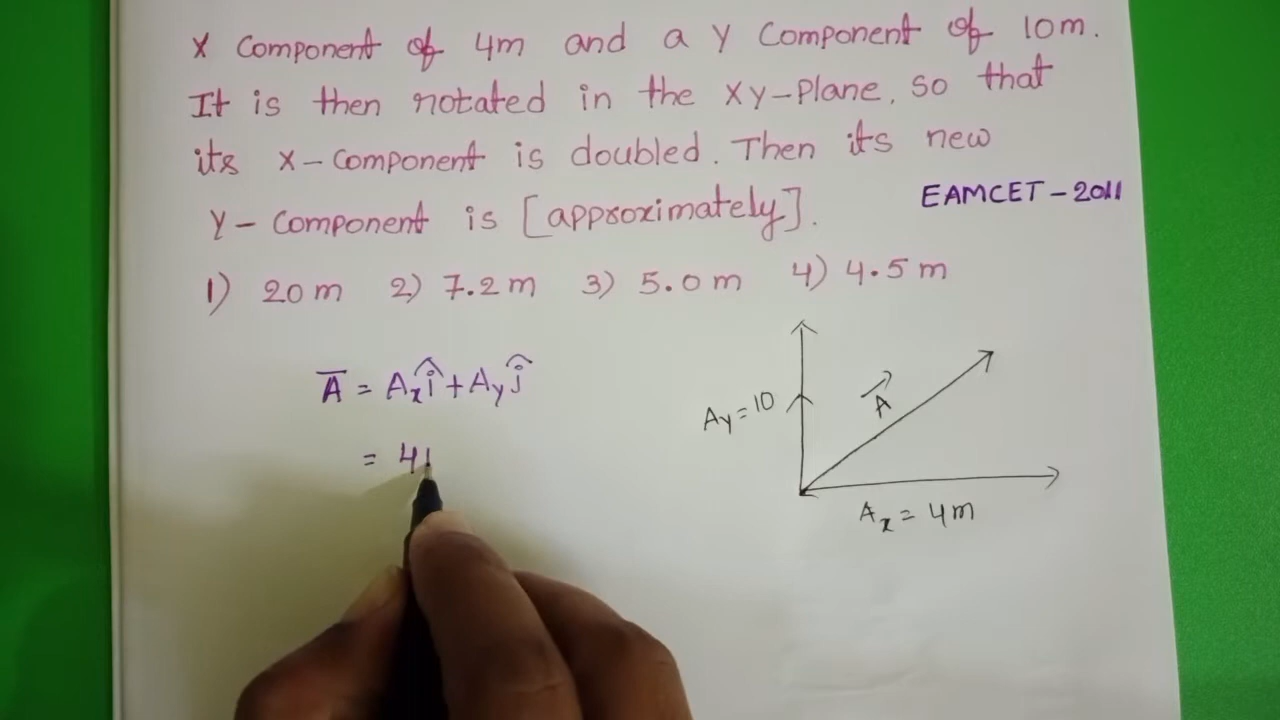 X Component of 4m and a Y Component of 10m.
It is then rotated in the XY-Plane, so that
its X-Component is doubled. Then its new
Y-Component is [approximately].
EAMCET-2011
1) 20m 2) 7.2m 3) 5.0m 4) 4.5m
A̅ = Aₓî + Aᵧĵ
= 4
Ay=10
A⃗
Aₓ = 4m